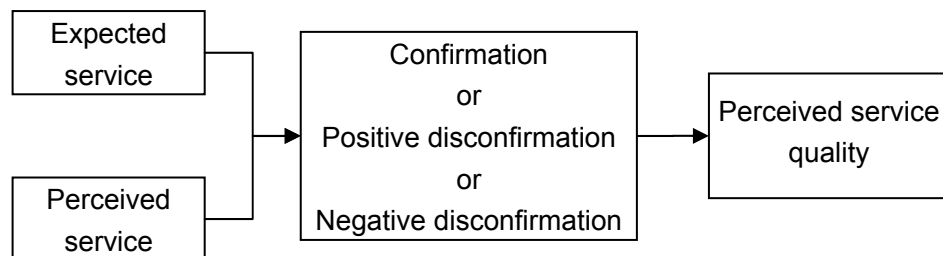 Expected
service
Perceived
service
Confirmation
or
Positive disconfirmation
or
Negative disconfirmation
Perceived service
quality